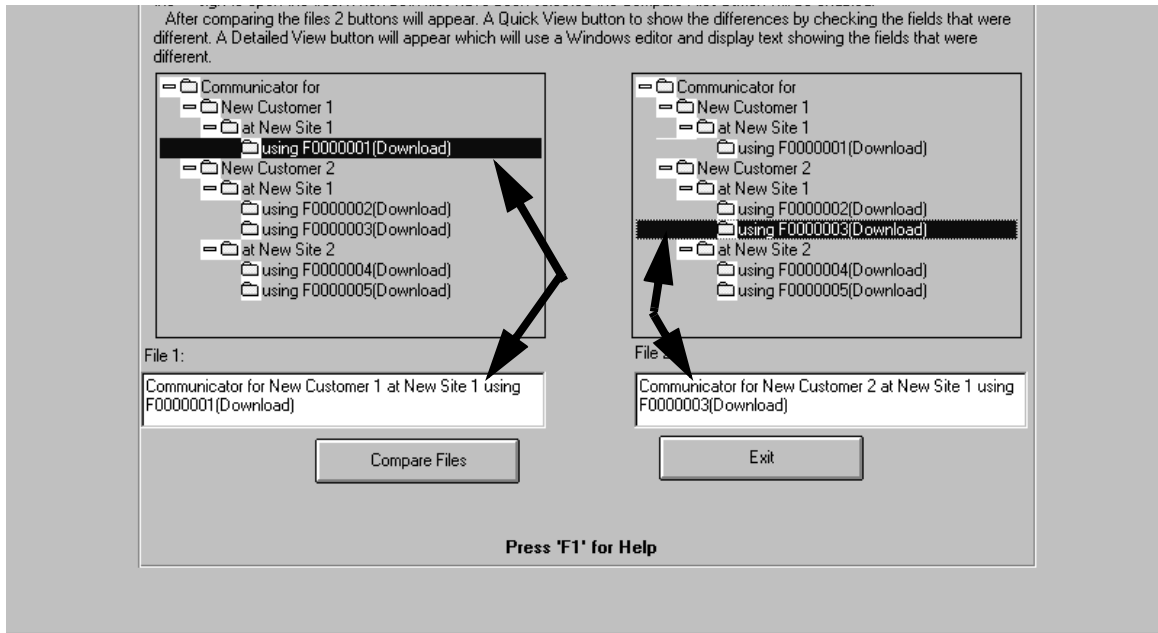 After comparing the files 2 buttons will appear. A Quick View button to show the differences by checking the fields that were
different. A Detailed View button will appear which will use a Windows editor and display text showing the fields that were
different.
Communicator for
New Customer 1
at New Site 1
using F0000001(Download)
New Customer 2
at New Site 1
using F0000002(Download)
using F0000003(Download)
at New Site 2
using F0000004(Download)
using F0000005(Download)
Communicator for
New Customer 1
at New Site 1
using F0000001(Download)
New Customer 2
at New Site 1
using F0000002(Download)
using F0000003(Download)
at New Site 2
using F0000004(Download)
using F0000005(Download)
File 1:
Communicator for New Customer 1 at New Site 1 using
F0000001(Download)
File
Communicator for New Customer 2 at New Site 1 using
F0000003(Download)
Compare Files
Exit
Press 'F1' for Help